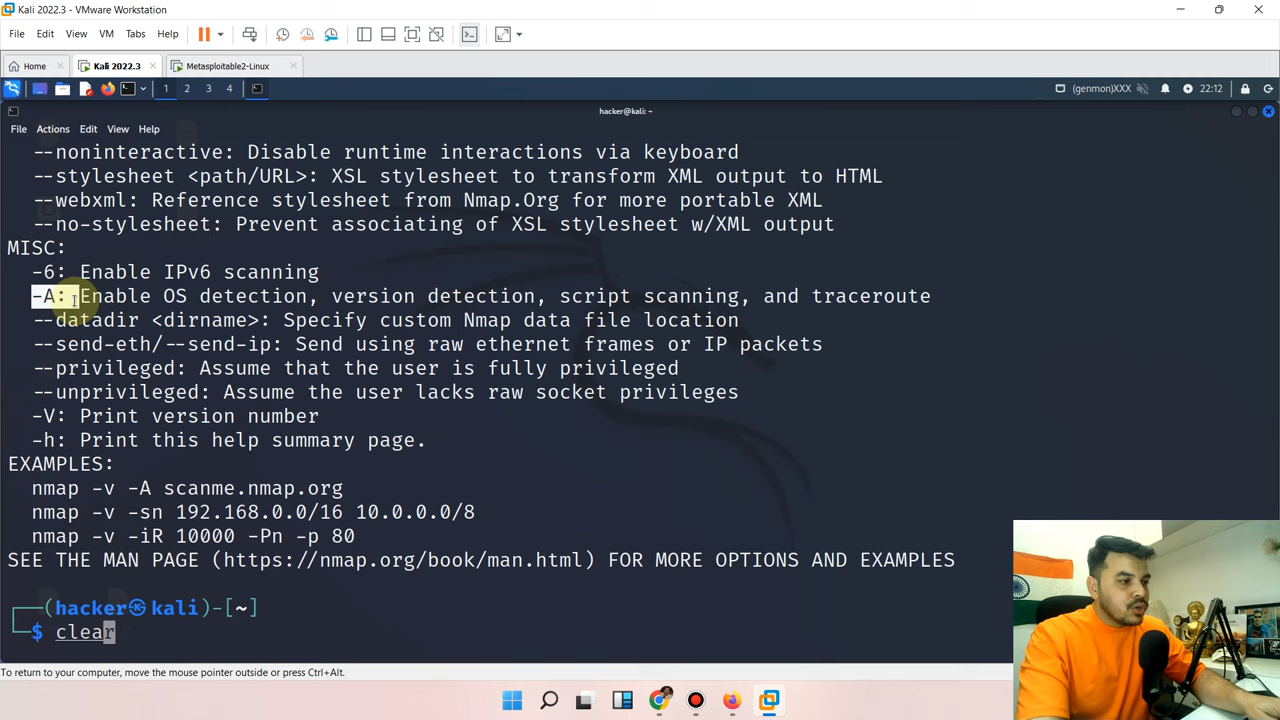 Kali 2022.3 - VMware Workstation
File Edit View VM Tabs Help
Home Kali 2022.3 Metasploitable2-Linux
1 2 3 4 (genmon)XXX 22:12
hacker@kali: ~
File Actions Edit View Help
--noninteractive: Disable runtime interactions via keyboard
--stylesheet <path/URL>: XSL stylesheet to transform XML output to HTML
--webxml: Reference stylesheet from Nmap.Org for more portable XML
--no-stylesheet: Prevent associating of XSL stylesheet w/XML output
MISC:
-6: Enable IPv6 scanning
-A: Enable OS detection, version detection, script scanning, and traceroute
--datadir <dirname>: Specify custom Nmap data file location
--send-eth/--send-ip: Send using raw ethernet frames or IP packets
--privileged: Assume that the user is fully privileged
--unprivileged: Assume the user lacks raw socket privileges
-V: Print version number
-h: Print this help summary page.
EXAMPLES:
nmap -v -A scanme.nmap.org
nmap -v -sn 192.168.0.0/16 10.0.0.0/8
nmap -v -iR 10000 -Pn -p 80
SEE THE MAN PAGE (https://nmap.org/book/man.html) FOR MORE OPTIONS AND EXAMPLES
(hacker㉿kali)-[~]
$ clear
To return to your computer, move the mouse pointer outside or press Ctrl+Alt.